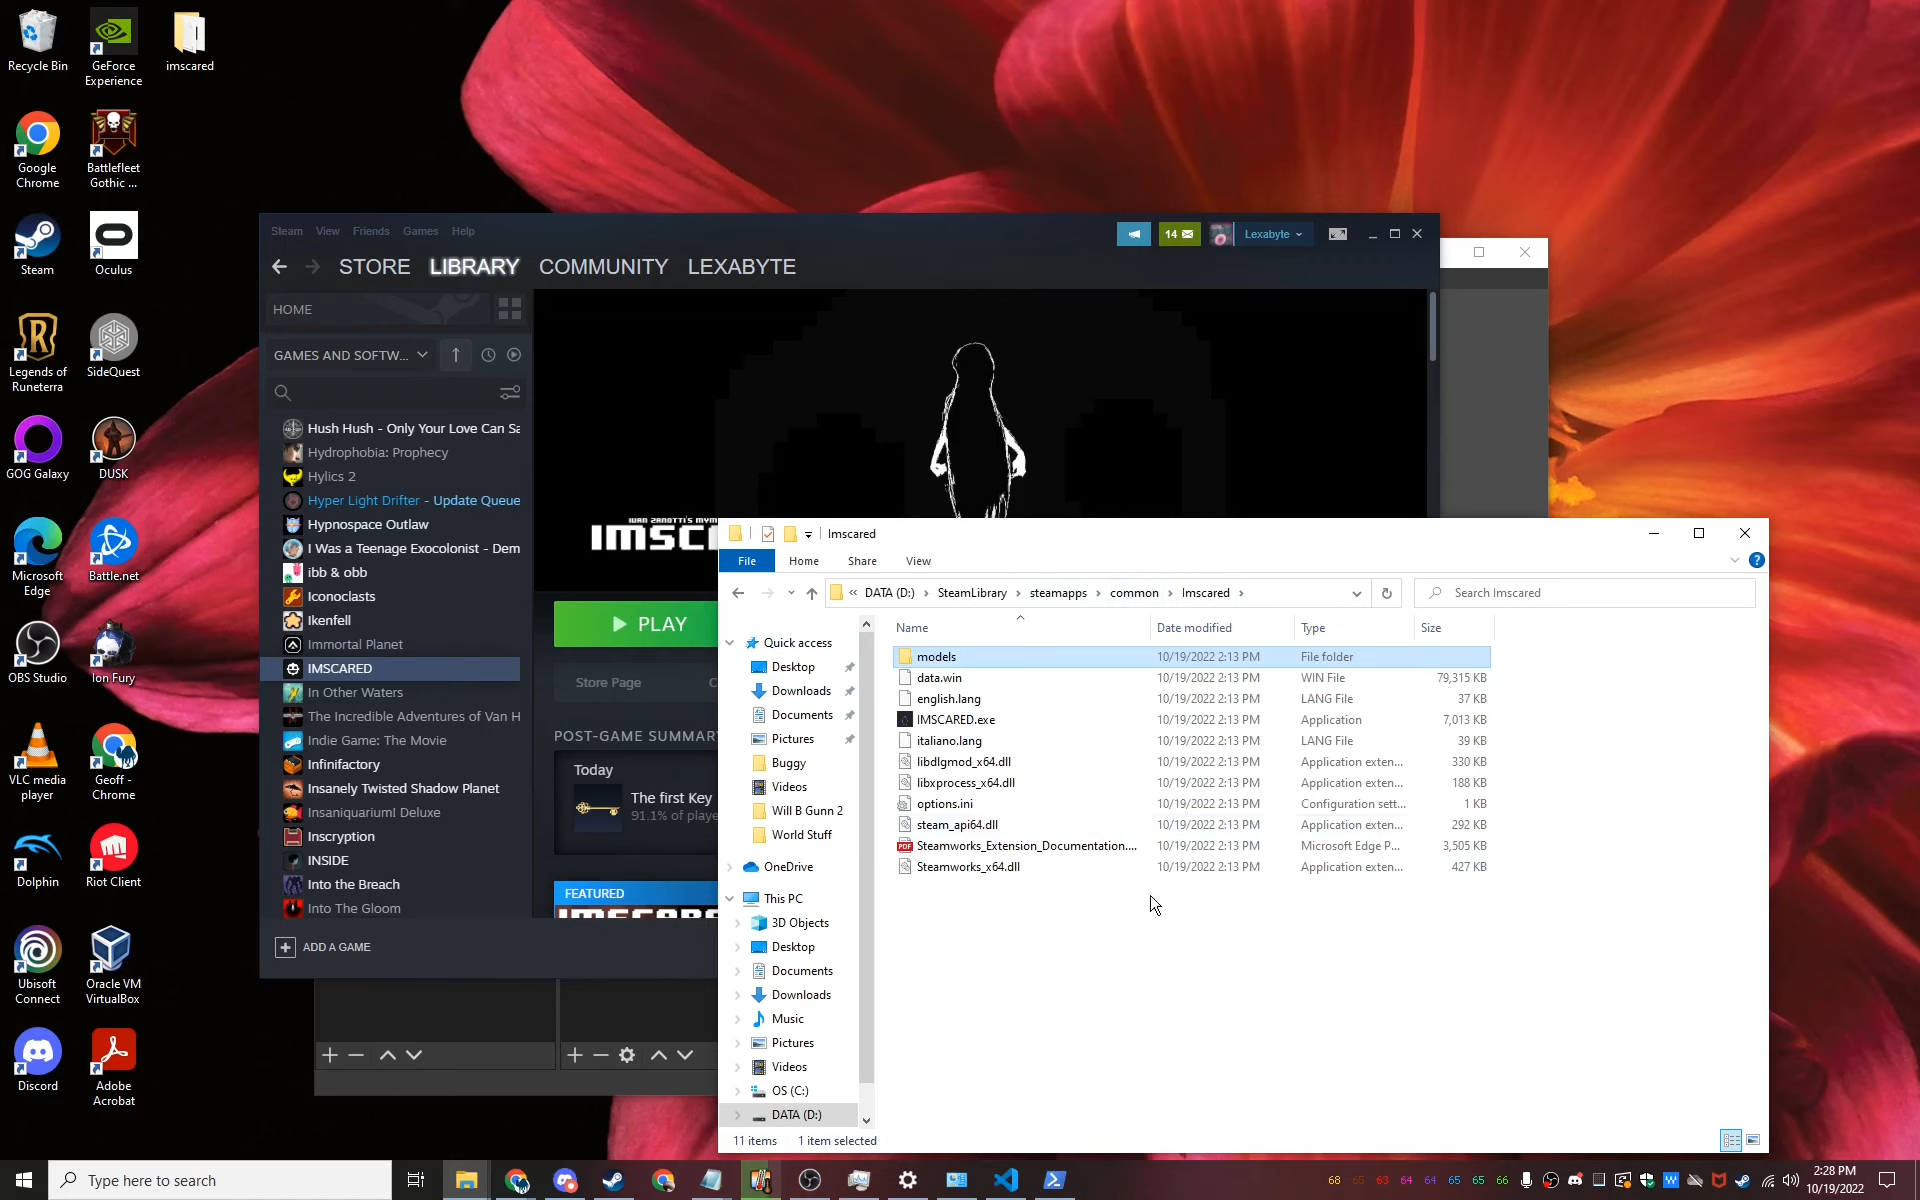 Recycle Bin
GeForce
Experience
imscared
Google
Chrome
Battlefleet
Gothic ...
Steam
Oculus
Legends of
Runeterra
SideQuest
GOG Galaxy
DUSK
Microsoft
Edge
Battle.net
OBS Studio
Ion Fury
VLC media
player
Geoff -
Chrome
Dolphin
Riot Client
Ubisoft
Connect
Oracle VM
VirtualBox
Discord
Adobe
Acrobat
Steam View Friends Games Help
14 Lexabyte
STORE LIBRARY COMMUNITY LEXABYTE
HOME
GAMES AND SOFTW...
Hush Hush - Only Your Love Can Sa
Hydrophobia: Prophecy
Hylics 2
Hyper Light Drifter - Update Queue
Hypnospace Outlaw
I Was a Teenage Exocolonist - Dem
ibb & obb
Iconoclasts
Ikenfell
Immortal Planet
IMSCARED
In Other Waters
The Incredible Adventures of Van H
Indie Game: The Movie
Infinifactory
Insanely Twisted Shadow Planet
Insaniquarium! Deluxe
Inscryption
INSIDE
Into the Breach
Into The Gloom
ADD A GAME
PLAY
Store Page C
POST-GAME SUMMARY
Today
The first Key
91.1% of playe
FEATURED
Imscared
File Home Share View
« DATA (D:) › SteamLibrary › steamapps › common › Imscared ›
Search Imscared
Quick access
Desktop
Downloads
Documents
Pictures
Buggy
Videos
Will B Gunn 2
World Stuff
OneDrive
This PC
3D Objects
Desktop
Documents
Downloads
Music
Pictures
Videos
OS (C:)
DATA (D:)
Name Date modified Type Size
models 10/19/2022 2:13 PM File folder
data.win 10/19/2022 2:13 PM WIN File 79,315 KB
english.lang 10/19/2022 2:13 PM LANG File 37 KB
IMSCARED.exe 10/19/2022 2:13 PM Application 7,013 KB
italiano.lang 10/19/2022 2:13 PM LANG File 39 KB
libdlgmod_x64.dll 10/19/2022 2:13 PM Application exten... 330 KB
libxprocess_x64.dll 10/19/2022 2:13 PM Application exten... 188 KB
options.ini 10/19/2022 2:13 PM Configuration sett... 1 KB
steam_api64.dll 10/19/2022 2:13 PM Application exten... 292 KB
Steamworks_Extension_Documentation.... 10/19/2022 2:13 PM Microsoft Edge P... 3,505 KB
Steamworks_x64.dll 10/19/2022 2:13 PM Application exten... 427 KB
11 items 1 item selected
Type here to search
68 65 63 64 64 65 65 66
2:28 PM
10/19/2022